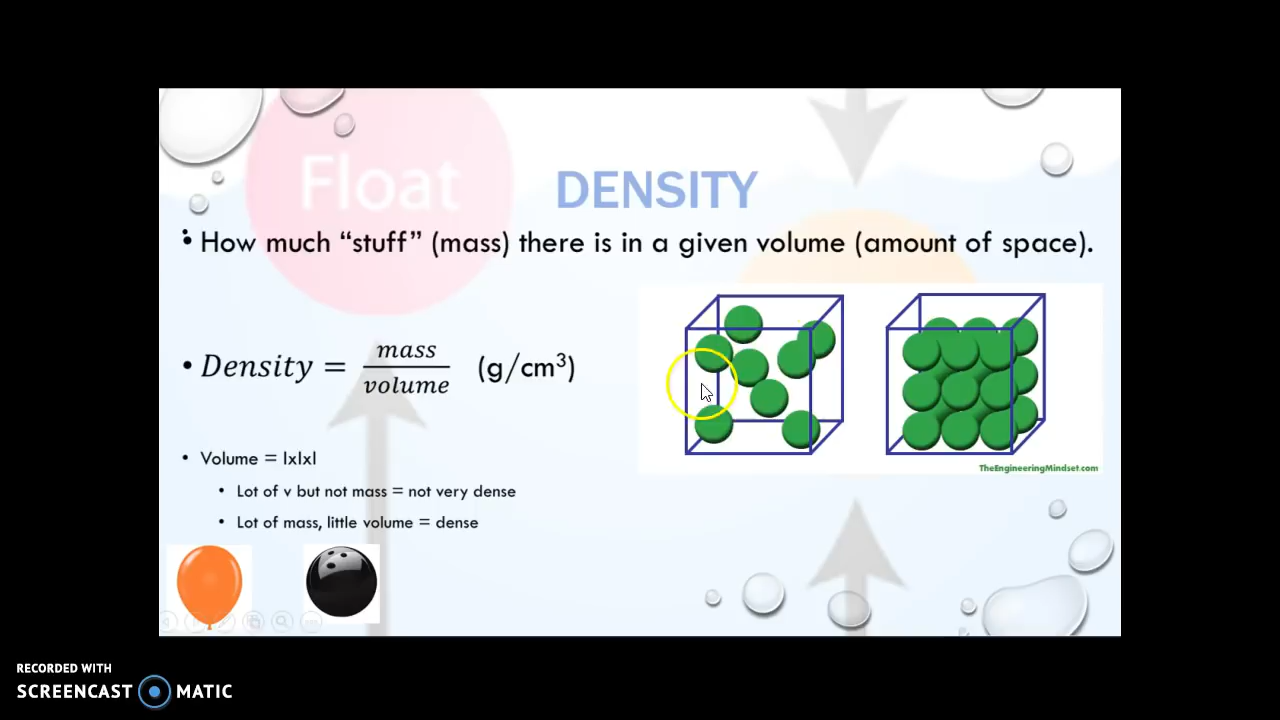 Float
DENSITY
• How much “stuff” (mass) there is in a given volume (amount of space).
• Density = mass/volume (g/cm³)
• Volume = lxlxl
• Lot of v but not mass = not very dense
• Lot of mass, little volume = dense
TheEngineeringMindset.com
RECORDED WITH
SCREENCAST MATIC